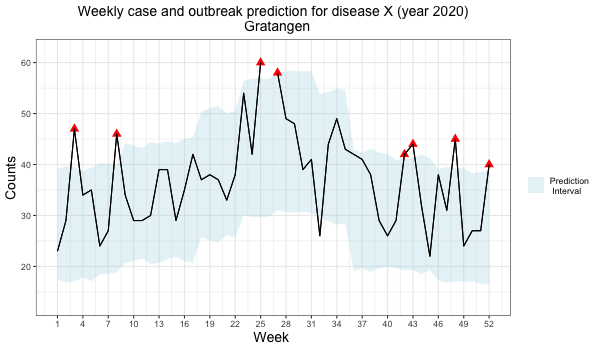 Weekly case and outbreak prediction for disease X (year 2020)
Gratangen
60
50
40
30
20
Counts
1 4 7 10 13 16 19 22 25 28 31 34 37 40 43 46 49 52
Week
Prediction
Interval